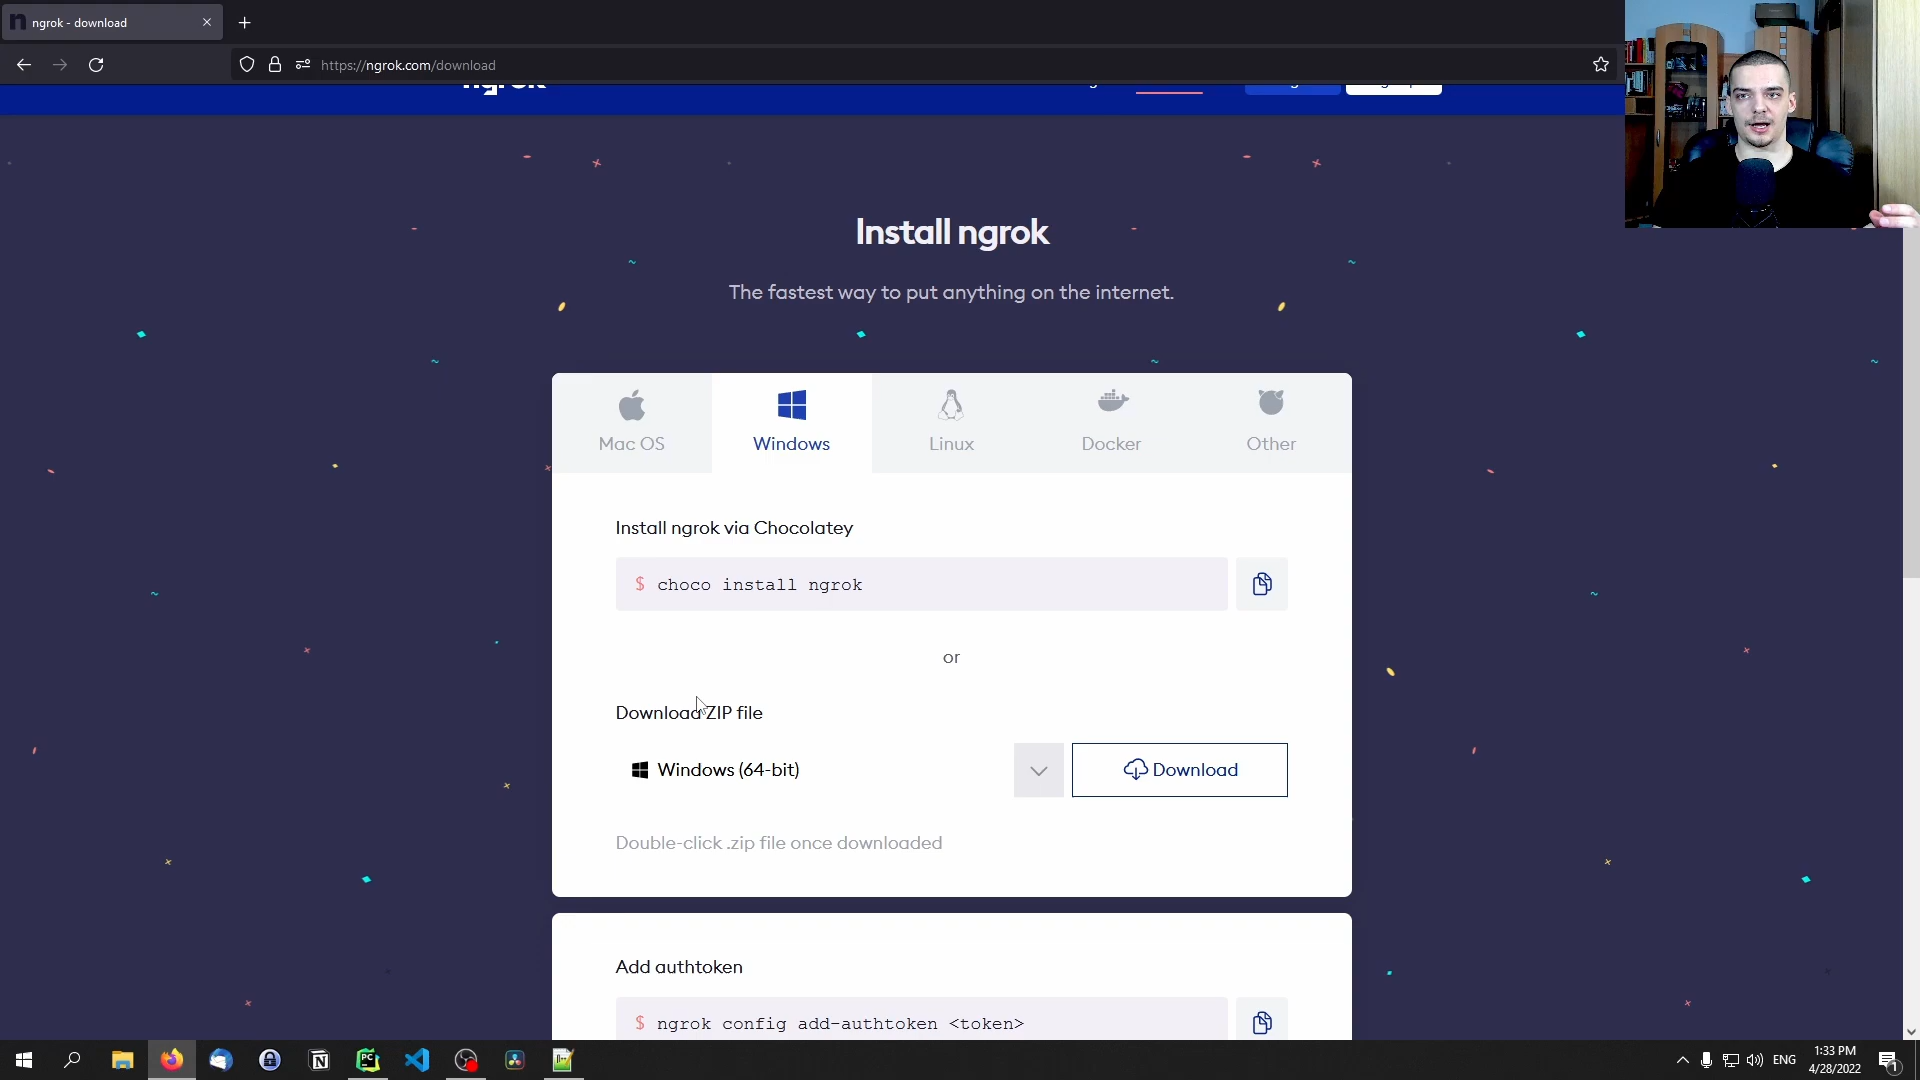 ngrok - download
https://ngrok.com/download
ngrok
Install ngrok
The fastest way to put anything on the internet.
Mac OS
Windows
Linux
Docker
Other
Install ngrok via Chocolatey
$ choco install ngrok
or
Download ZIP file
Windows (64-bit)
Download
Double-click .zip file once downloaded
Add authtoken
$ ngrok config add-authtoken <token>
ENG
1:33 PM
4/28/2022
1